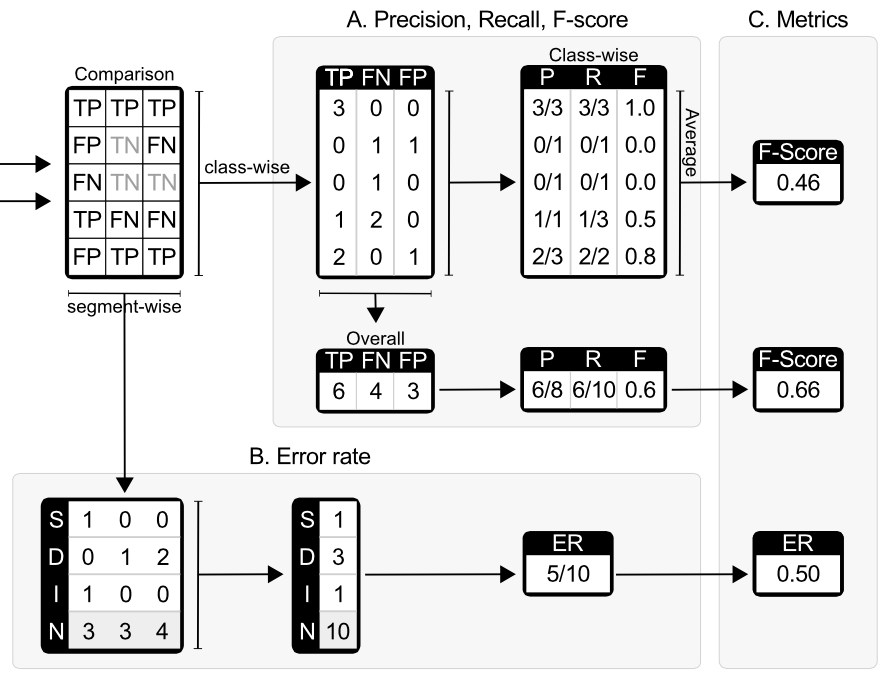 A. Precision, Recall, F-score
C. Metrics
Comparison
TP TP TP
FP TN FN
FN TN TN
TP FN FN
FP TP TP
class-wise
segment-wise
TP FN FP
3 0 0
0 1 1
0 1 0
1 2 0
2 0 1
Class-wise
P R F
3/3 3/3 1.0
0/1 0/1 0.0
0/1 0/1 0.0
1/1 1/3 0.5
2/3 2/2 0.8
Average
F-Score
0.46
Overall
TP FN FP
6 4 3
P R F
6/8 6/10 0.6
F-Score
0.66
B. Error rate
S 1 0 0
D 0 1 2
I 1 0 0
N 3 3 4
S 1
D 3
I 1
N 10
ER
5/10
ER
0.50